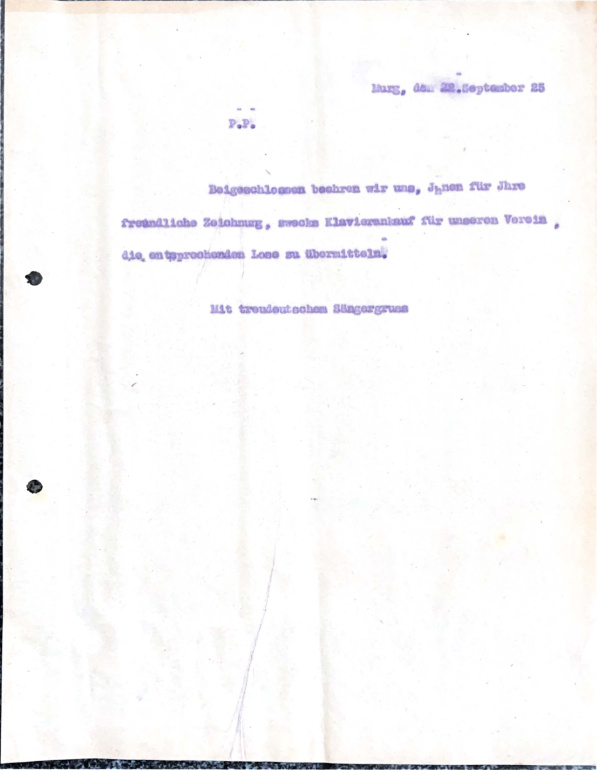 Murg, den 22.September 25
P.P.
Beigeschlossen beehren wir uns, Jhnen für Jhre
freundliche Zeichnung, zwecks Klavierankauf für unseren Verein ,
die entsprechenden Lose zu übermitteln.
Mit treudeutschem Sängergruss